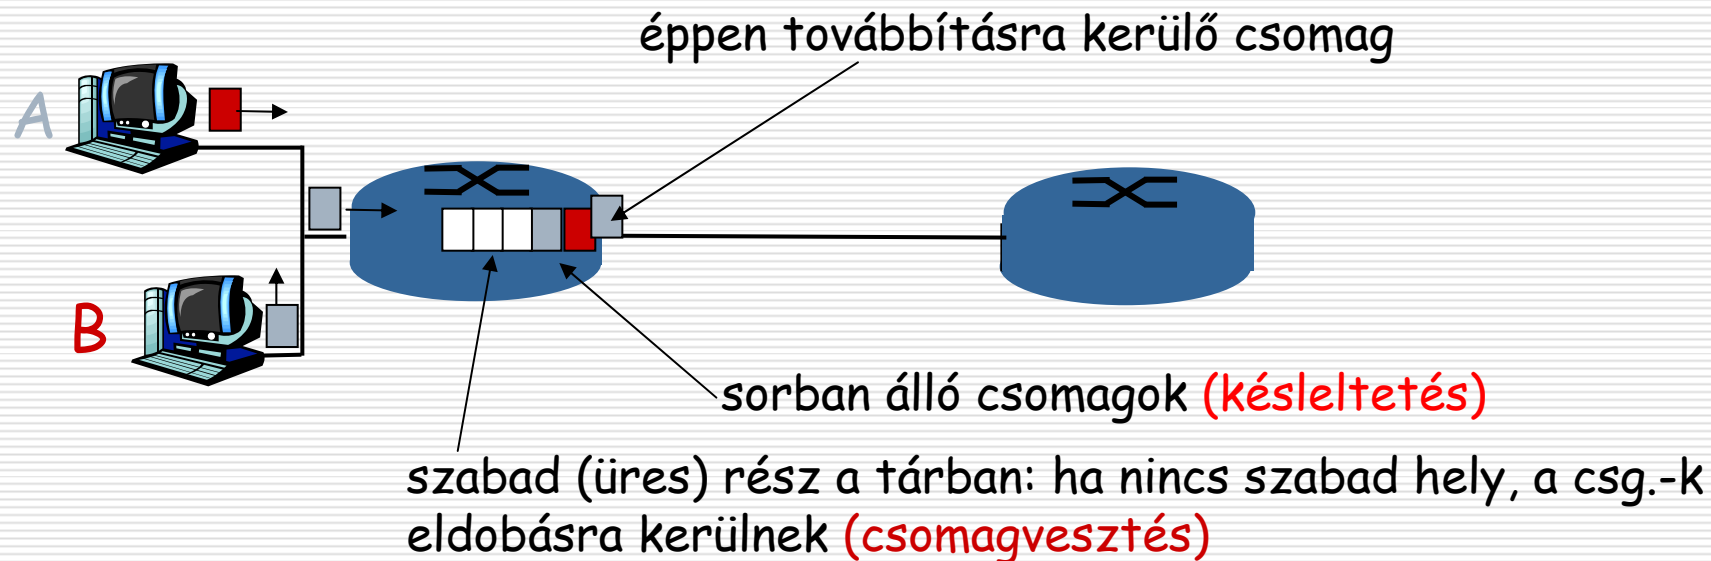 éppen továbbításra kerülő csomag
A
B
sorban álló csomagok (késleltetés)
szabad (üres) rész a tárban: ha nincs szabad hely, a csg.-k
eldobásra kerülnek (csomagvesztés)